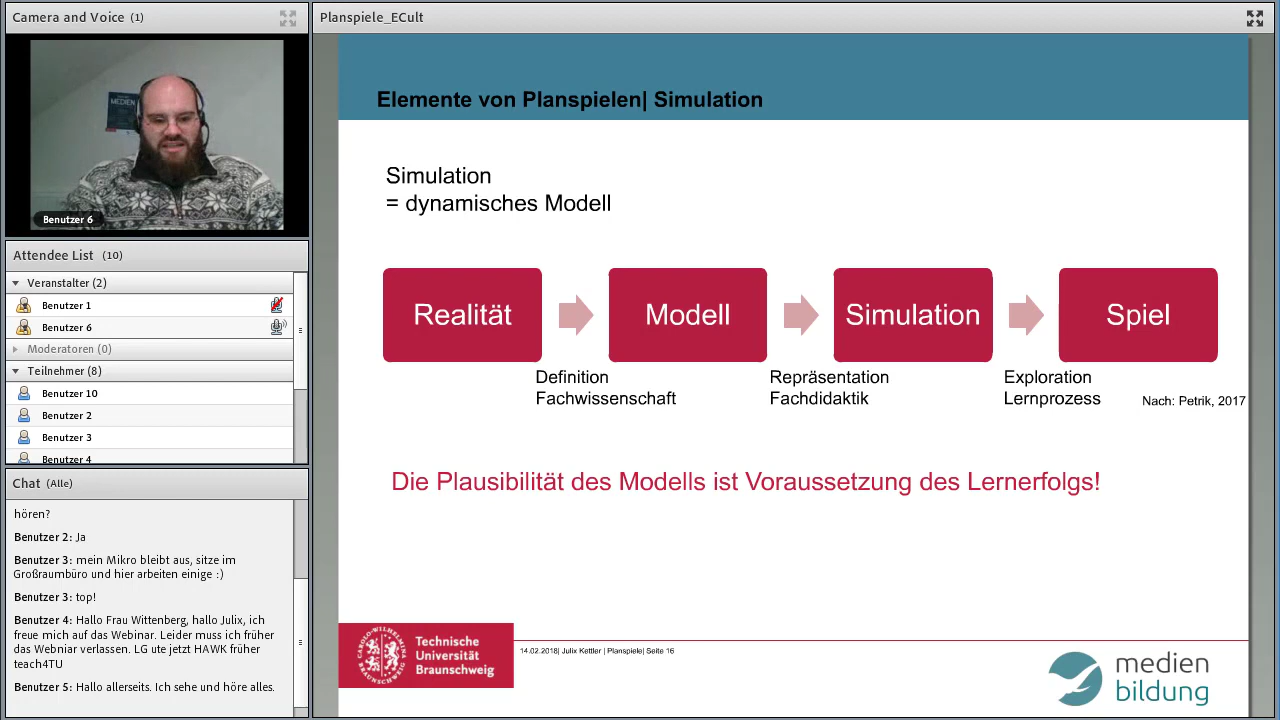 Camera and Voice (1)
MEDIEN
Benutzer 6
Attendee List (10)
Veranstalter (2)
Benutzer 1
Benutzer 6
Moderatoren (0)
Teilnehmer (8)
Benutzer 10
Benutzer 2
Benutzer 3
Benutzer 4
Chat (Alle)
hören?
Benutzer 2: Ja
Benutzer 3: mein Mikro bleibt aus, sitze im
Großraumbüro und hier arbeiten einige :)
Benutzer 3: top!
Benutzer 4: Hallo Frau Wittenberg, hallo Julix, ich
freue mich auf das Webinar. Leider muss ich früher
das Webniar verlassen. LG ute jetzt HAWK früher
teach4TU
Benutzer 5: Hallo allerseits. Ich sehe und höre alles.
Planspiele_ECult
Elemente von Planspielen| Simulation
Simulation
= dynamisches Modell
Realität
Modell
Simulation
Spiel
Definition
Fachwissenschaft
Repräsentation
Fachdidaktik
Exploration
Lernprozess
Nach: Petrik, 2017
Die Plausibilität des Modells ist Voraussetzung des Lernerfolgs!
Technische
Universität
Braunschweig
14.02.2018| Julix Kettler | Planspiele| Seite 16
medien
bildung